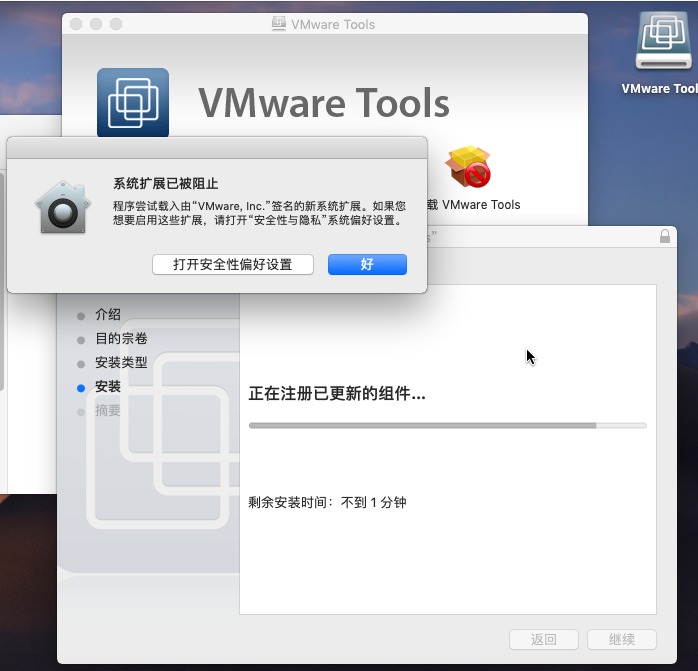 VMware Tools
VMware Tools
VMware Tool
系统扩展已被阻止
程序尝试载入由“VMware, Inc.”签名的新系统扩展。如果您
想要启用这些扩展，请打开“安全性与隐私”系统偏好设置。
打开安全性偏好设置
好
载 VMware Tools
s”
介绍
目的宗卷
安装类型
安装
摘要
正在注册已更新的组件...
剩余安装时间：不到 1 分钟
返回
继续